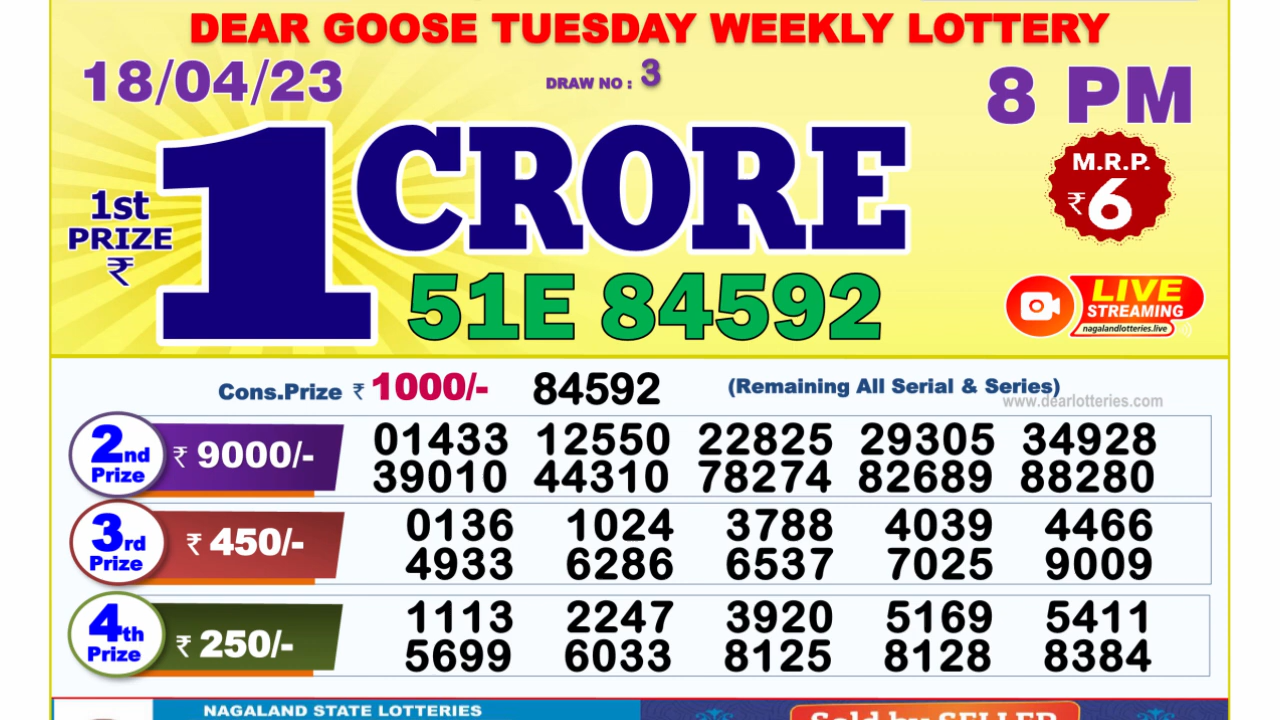 DEAR GOOSE TUESDAY WEEKLY LOTTERY
18/04/23
DRAW NO : 3
8 PM
1st
PRIZE
₹
1 CRORE
M.R.P.
₹ 6
51E 84592
LIVE
STREAMING
nagalandlotteries.live
Cons.Prize ₹ 1000/- 84592 (Remaining All Serial & Series)
www.dearlotteries.com
2nd
Prize
₹ 9000/-
01433 12550 22825 29305 34928
39010 44310 78274 82689 88280
3rd
Prize
₹ 450/-
0136 1024 3788 4039 4466
4933 6286 6537 7025 9009
4th
Prize
₹ 250/-
1113 2247 3920 5169 5411
5699 6033 8125 8128 8384
NAGALAND STATE LOTTERIES
Sold by SELLER